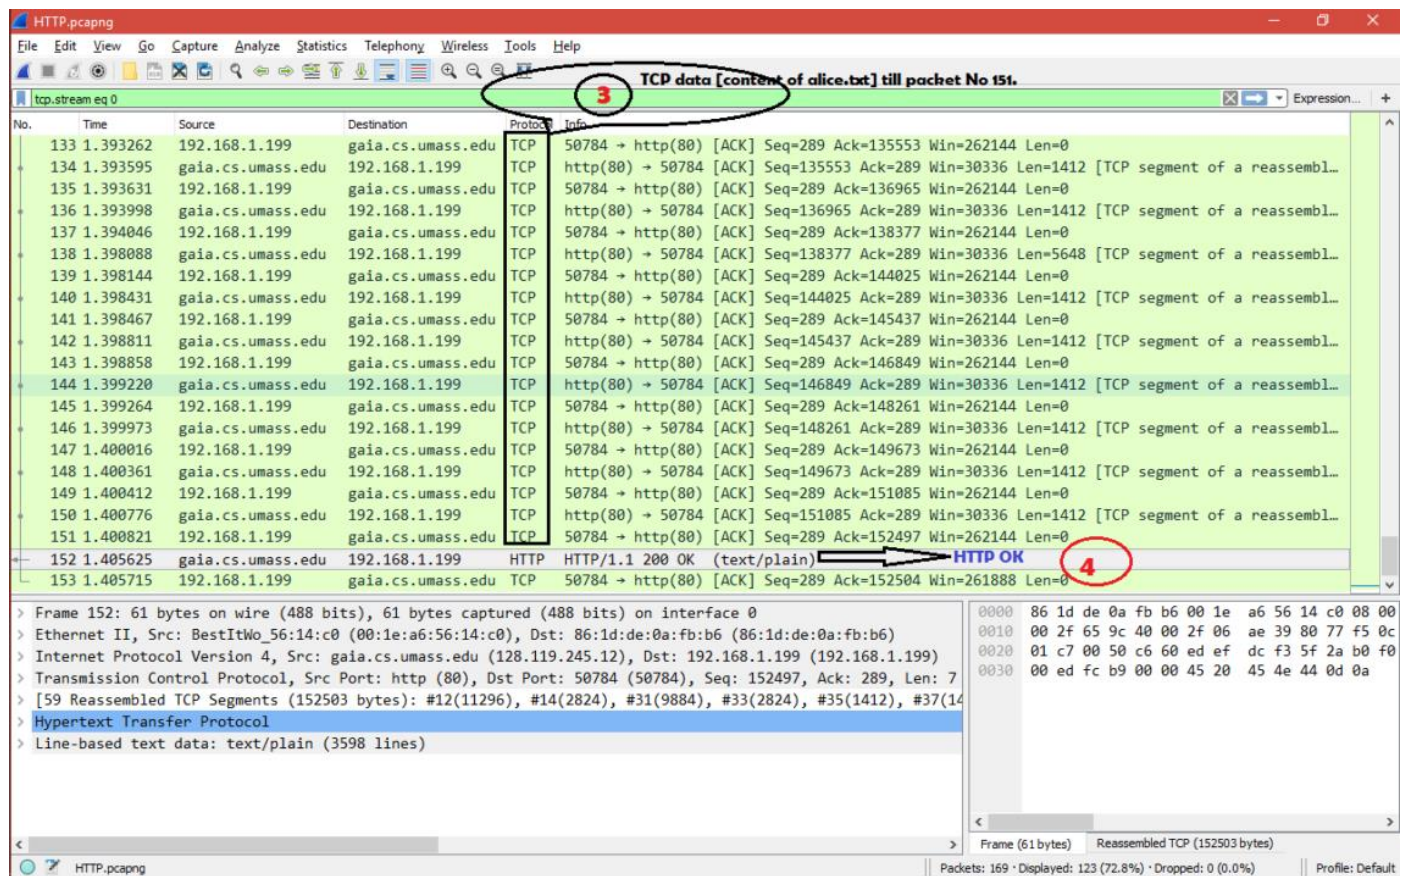 HTTP.pcapng
File Edit View Go Capture Analyze Statistics Telephony Wireless Tools Help
TCP data [content of alice.txt] till packet No 151.
3
tcp.stream eq 0 Expression... +
No. Time Source Destination Protocol Info
133 1.393262 192.168.1.199 gaia.cs.umass.edu TCP 50784 → http(80) [ACK] Seq=289 Ack=135553 Win=262144 Len=0
134 1.393595 gaia.cs.umass.edu 192.168.1.199 TCP http(80) → 50784 [ACK] Seq=135553 Ack=289 Win=30336 Len=1412 [TCP segment of a reassembl…
135 1.393631 192.168.1.199 gaia.cs.umass.edu TCP 50784 → http(80) [ACK] Seq=289 Ack=136965 Win=262144 Len=0
136 1.393998 gaia.cs.umass.edu 192.168.1.199 TCP http(80) → 50784 [ACK] Seq=136965 Ack=289 Win=30336 Len=1412 [TCP segment of a reassembl…
137 1.394046 192.168.1.199 gaia.cs.umass.edu TCP 50784 → http(80) [ACK] Seq=289 Ack=138377 Win=262144 Len=0
138 1.398088 gaia.cs.umass.edu 192.168.1.199 TCP http(80) → 50784 [ACK] Seq=138377 Ack=289 Win=30336 Len=5648 [TCP segment of a reassembl…
139 1.398144 192.168.1.199 gaia.cs.umass.edu TCP 50784 → http(80) [ACK] Seq=289 Ack=144025 Win=262144 Len=0
140 1.398431 gaia.cs.umass.edu 192.168.1.199 TCP http(80) → 50784 [ACK] Seq=144025 Ack=289 Win=30336 Len=1412 [TCP segment of a reassembl…
141 1.398467 192.168.1.199 gaia.cs.umass.edu TCP 50784 → http(80) [ACK] Seq=289 Ack=145437 Win=262144 Len=0
142 1.398811 gaia.cs.umass.edu 192.168.1.199 TCP http(80) → 50784 [ACK] Seq=145437 Ack=289 Win=30336 Len=1412 [TCP segment of a reassembl…
143 1.398858 192.168.1.199 gaia.cs.umass.edu TCP 50784 → http(80) [ACK] Seq=289 Ack=146849 Win=262144 Len=0
144 1.399220 gaia.cs.umass.edu 192.168.1.199 TCP http(80) → 50784 [ACK] Seq=146849 Ack=289 Win=30336 Len=1412 [TCP segment of a reassembl…
145 1.399264 192.168.1.199 gaia.cs.umass.edu TCP 50784 → http(80) [ACK] Seq=289 Ack=148261 Win=262144 Len=0
146 1.399973 gaia.cs.umass.edu 192.168.1.199 TCP http(80) → 50784 [ACK] Seq=148261 Ack=289 Win=30336 Len=1412 [TCP segment of a reassembl…
147 1.400016 192.168.1.199 gaia.cs.umass.edu TCP 50784 → http(80) [ACK] Seq=289 Ack=149673 Win=262144 Len=0
148 1.400361 gaia.cs.umass.edu 192.168.1.199 TCP http(80) → 50784 [ACK] Seq=149673 Ack=289 Win=30336 Len=1412 [TCP segment of a reassembl…
149 1.400412 192.168.1.199 gaia.cs.umass.edu TCP 50784 → http(80) [ACK] Seq=289 Ack=151085 Win=262144 Len=0
150 1.400776 gaia.cs.umass.edu 192.168.1.199 TCP http(80) → 50784 [ACK] Seq=151085 Ack=289 Win=30336 Len=1412 [TCP segment of a reassembl…
151 1.400821 192.168.1.199 gaia.cs.umass.edu TCP 50784 → http(80) [ACK] Seq=289 Ack=152497 Win=262144 Len=0
152 1.405625 gaia.cs.umass.edu 192.168.1.199 HTTP HTTP/1.1 200 OK (text/plain) HTTP OK 4
153 1.405715 192.168.1.199 gaia.cs.umass.edu TCP 50784 → http(80) [ACK] Seq=289 Ack=152504 Win=261888 Len=0
Frame 152: 61 bytes on wire (488 bits), 61 bytes captured (488 bits) on interface 0
Ethernet II, Src: BestItWo_56:14:c0 (00:1e:a6:56:14:c0), Dst: 86:1d:de:0a:fb:b6 (86:1d:de:0a:fb:b6)
Internet Protocol Version 4, Src: gaia.cs.umass.edu (128.119.245.12), Dst: 192.168.1.199 (192.168.1.199)
Transmission Control Protocol, Src Port: http (80), Dst Port: 50784 (50784), Seq: 152497, Ack: 289, Len: 7
[59 Reassembled TCP Segments (152503 bytes): #12(11296), #14(2824), #31(9884), #33(2824), #35(1412), #37(14
Hypertext Transfer Protocol
Line-based text data: text/plain (3598 lines)
0000 86 1d de 0a fb b6 00 1e a6 56 14 c0 08 00
0010 00 2f 65 9c 40 00 2f 06 ae 39 80 77 f5 0c
0020 01 c7 00 50 c6 60 ed ef dc f3 5f 2a b0 f0
0030 00 ed fc b9 00 00 45 20 45 4e 44 0d 0a
Frame (61 bytes) Reassembled TCP (152503 bytes)
HTTP.pcapng Packets: 169 · Displayed: 123 (72.8%) · Dropped: 0 (0.0%) Profile: Default